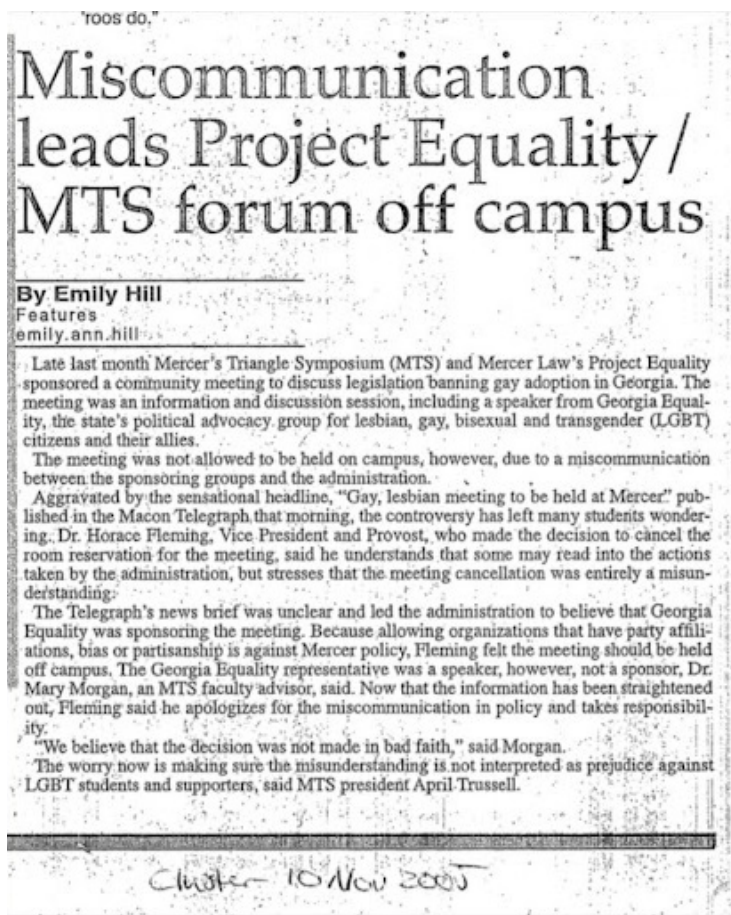 'roos do."
Miscommunication
leads Project Equality /
MTS forum off campus
By Emily Hill
Features
emily.ann.hill
Late last month Mercer's Triangle Symposium (MTS) and Mercer Law's Project Equality
sponsored a community meeting to discuss legislation banning gay adoption in Georgia. The
meeting was an information and discussion session, including a speaker from Georgia Equal-
ity, the state's political advocacy group for lesbian, gay, bisexual and transgender (LGBT)
citizens and their allies.
The meeting was not allowed to be held on campus, however, due to a miscommunication
between the sponsoring groups and the administration.
Aggravated by the sensational headline, "Gay, lesbian meeting to be held at Mercer" pub-
lished in the Macon Telegraph that morning, the controversy has left many students wonder-
ing. Dr. Horace Fleming, Vice President and Provost, who made the decision to cancel the
room reservation for the meeting, said he understands that some may read into the actions
taken by the administration, but stresses that the meeting cancellation was entirely a misun-
derstanding.
The Telegraph's news brief was unclear and led the administration to believe that Georgia
Equality was sponsoring the meeting. Because allowing organizations that have party affili-
ations, bias or partisanship is against Mercer policy, Fleming felt the meeting should be held
off campus. The Georgia Equality representative was a speaker, however, not a sponsor, Dr.
Mary Morgan, an MTS faculty advisor, said. Now that the information has been straightened
out, Fleming said he apologizes for the miscommunication in policy and takes responsibil-
ity.
"We believe that the decision was not made in bad faith," said Morgan.
The worry now is making sure the misunderstanding is not interpreted as prejudice against
LGBT students and supporters, said MTS president April Trussell.
Cluster - 10 Nov 2005